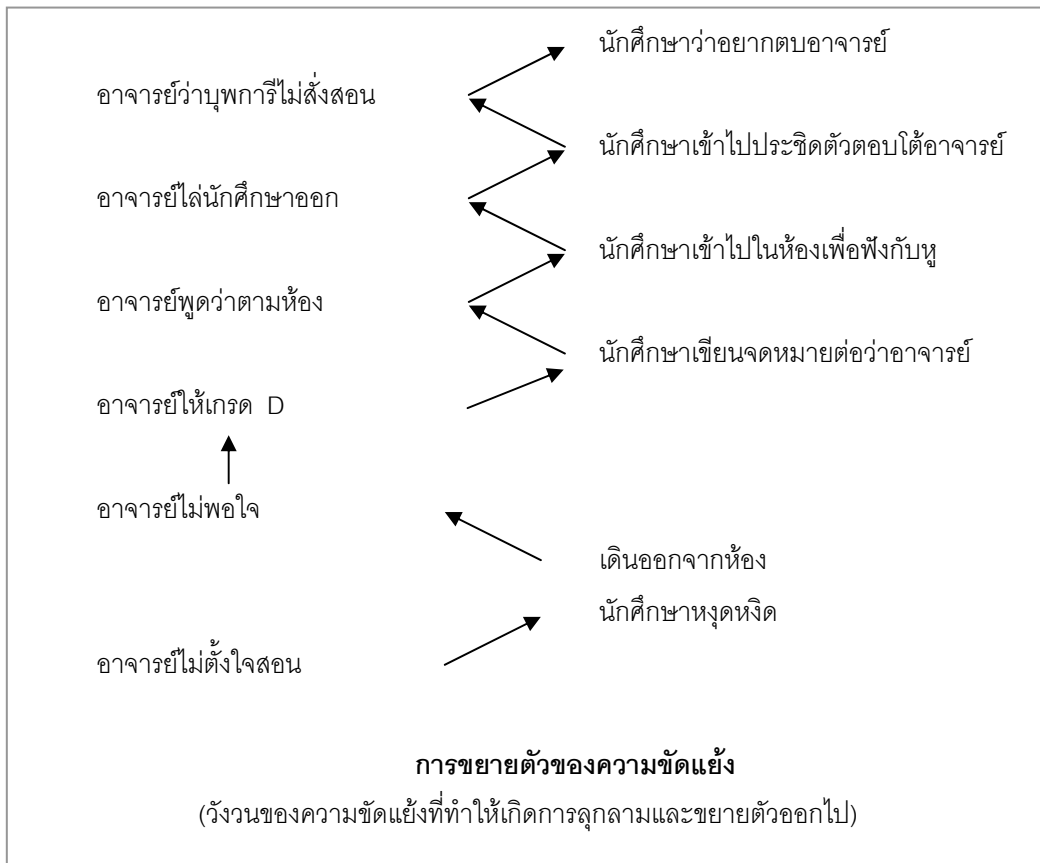 นักศึกษาว่าอยากตบอาจารย์
อาจารย์ว่าบุพการีไม่สั่งสอน
นักศึกษาเข้าไปประชิดตัวตอบโต้อาจารย์
อาจารย์ไล่นักศึกษาออก
นักศึกษาเข้าไปในห้องเพื่อฟังกับหู
อาจารย์พูดว่าตามห้อง
นักศึกษาเขียนจดหมายต่อว่าอาจารย์
อาจารย์ให้เกรด D
อาจารย์ไม่พอใจ
เดินออกจากห้อง
นักศึกษาหงุดหงิด
อาจารย์ไม่ตั้งใจสอน
การขยายตัวของความขัดแย้ง
(วังวนของความขัดแย้งที่ทำให้เกิดการลุกลามและขยายตัวออกไป)